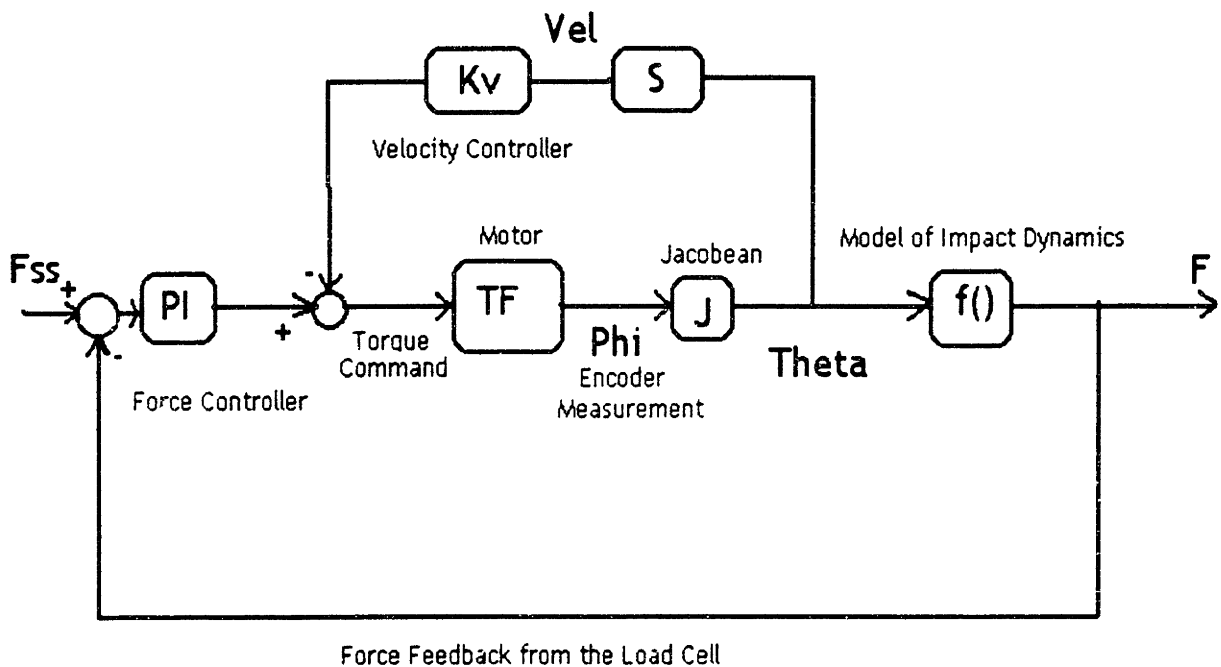 Vel
Kv
S
Velocity Controller
Motor
Model of Impact Dynamics
Jacobean
Fss
+
F
-
PI
TF
J
f()
+
-
Torque
Command
Phi
Encoder
Measurement
Theta
Force Controller
Force Feedback from the Load Cell